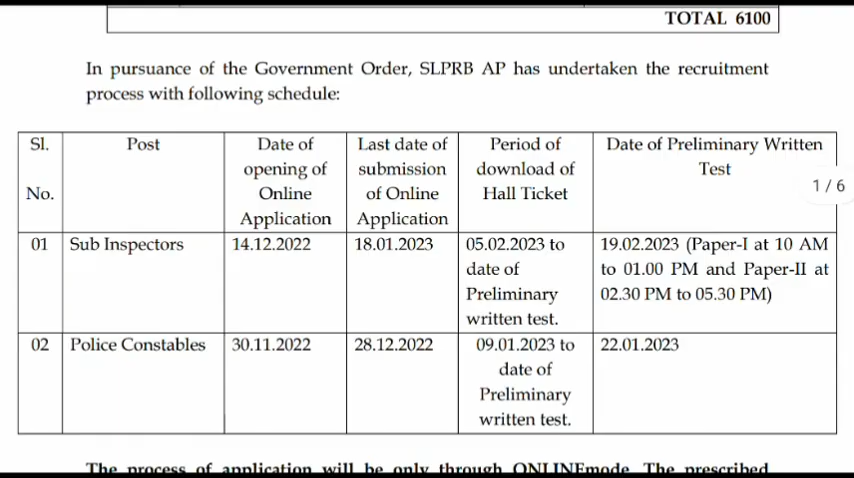 TOTAL 6100
In pursuance of the Government Order, SLPRB AP has undertaken the recruitment
process with following schedule:
Sl.
No.
Post
Date of
opening of
Online
Application
Last date of
submission
of Online
Application
Period of
download of
Hall Ticket
Date of Preliminary Written
Test
1 / 6
01
Sub Inspectors
14.12.2022
18.01.2023
05.02.2023 to
date of
Preliminary
written test.
19.02.2023 (Paper-I at 10 AM
to 01.00 PM and Paper-II at
02.30 PM to 05.30 PM)
02
Police Constables
30.11.2022
28.12.2022
09.01.2023 to
date of
Preliminary
written test.
22.01.2023
The process of application will be only through ONLINEmode. The prescribed